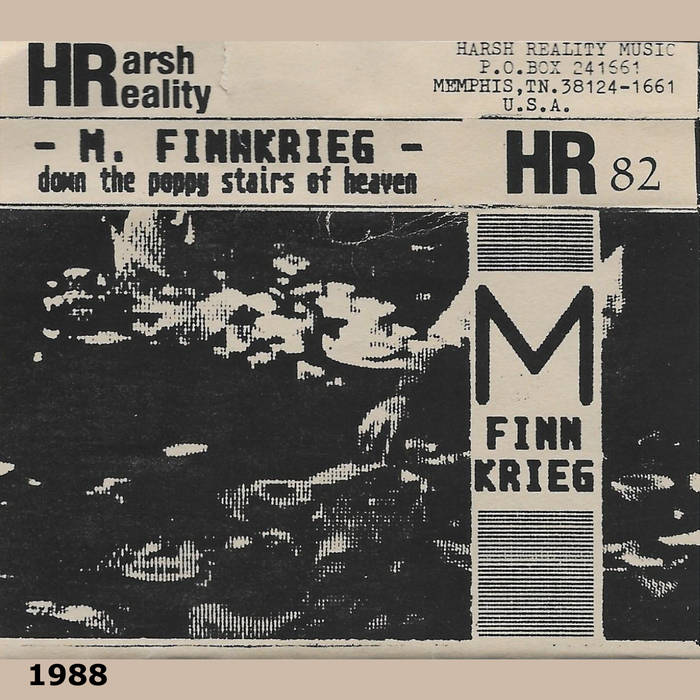 HARSH REALITY MUSIC
P.O.BOX 241661
MEMPHIS,TN.38124-1661
U.S.A.
HRarsh
eality
- M. FINNKRIEG -
down the poppy stairs of heaven
HR 82
M
FINN
KRIEG
1988